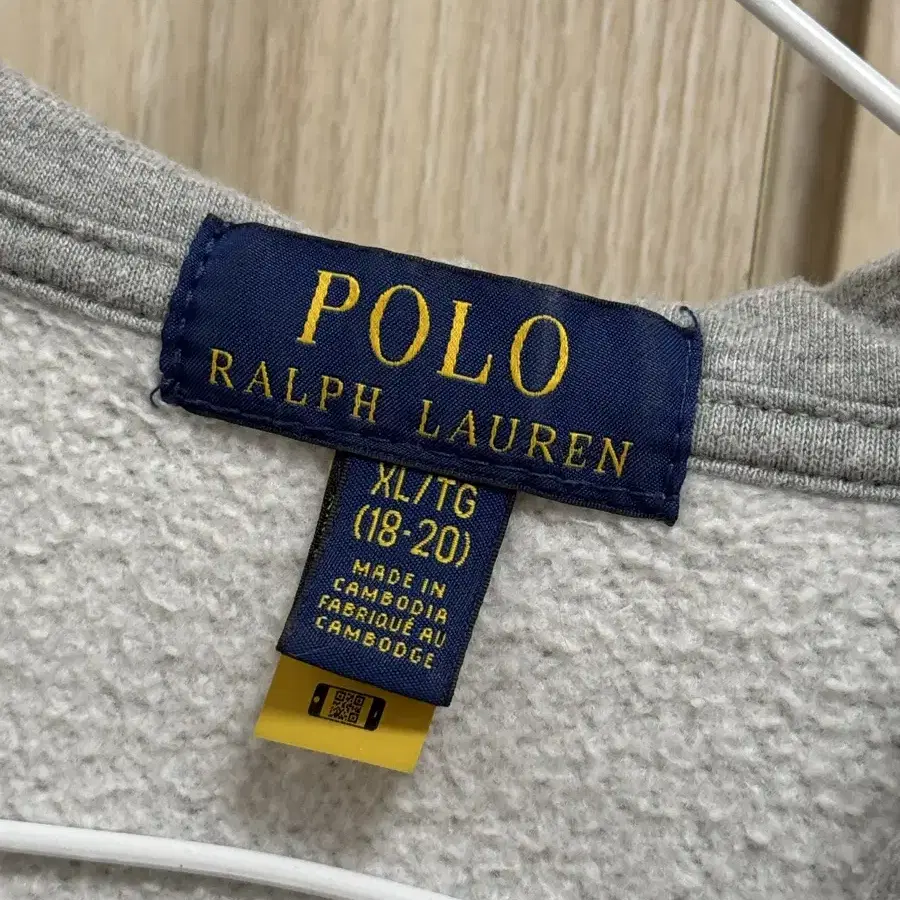 POLO
RALPH LAUREN
XL/TG
(18-20)
MADE IN
CAMBODIA
FABRIQUÉ AU
CAMBODGE